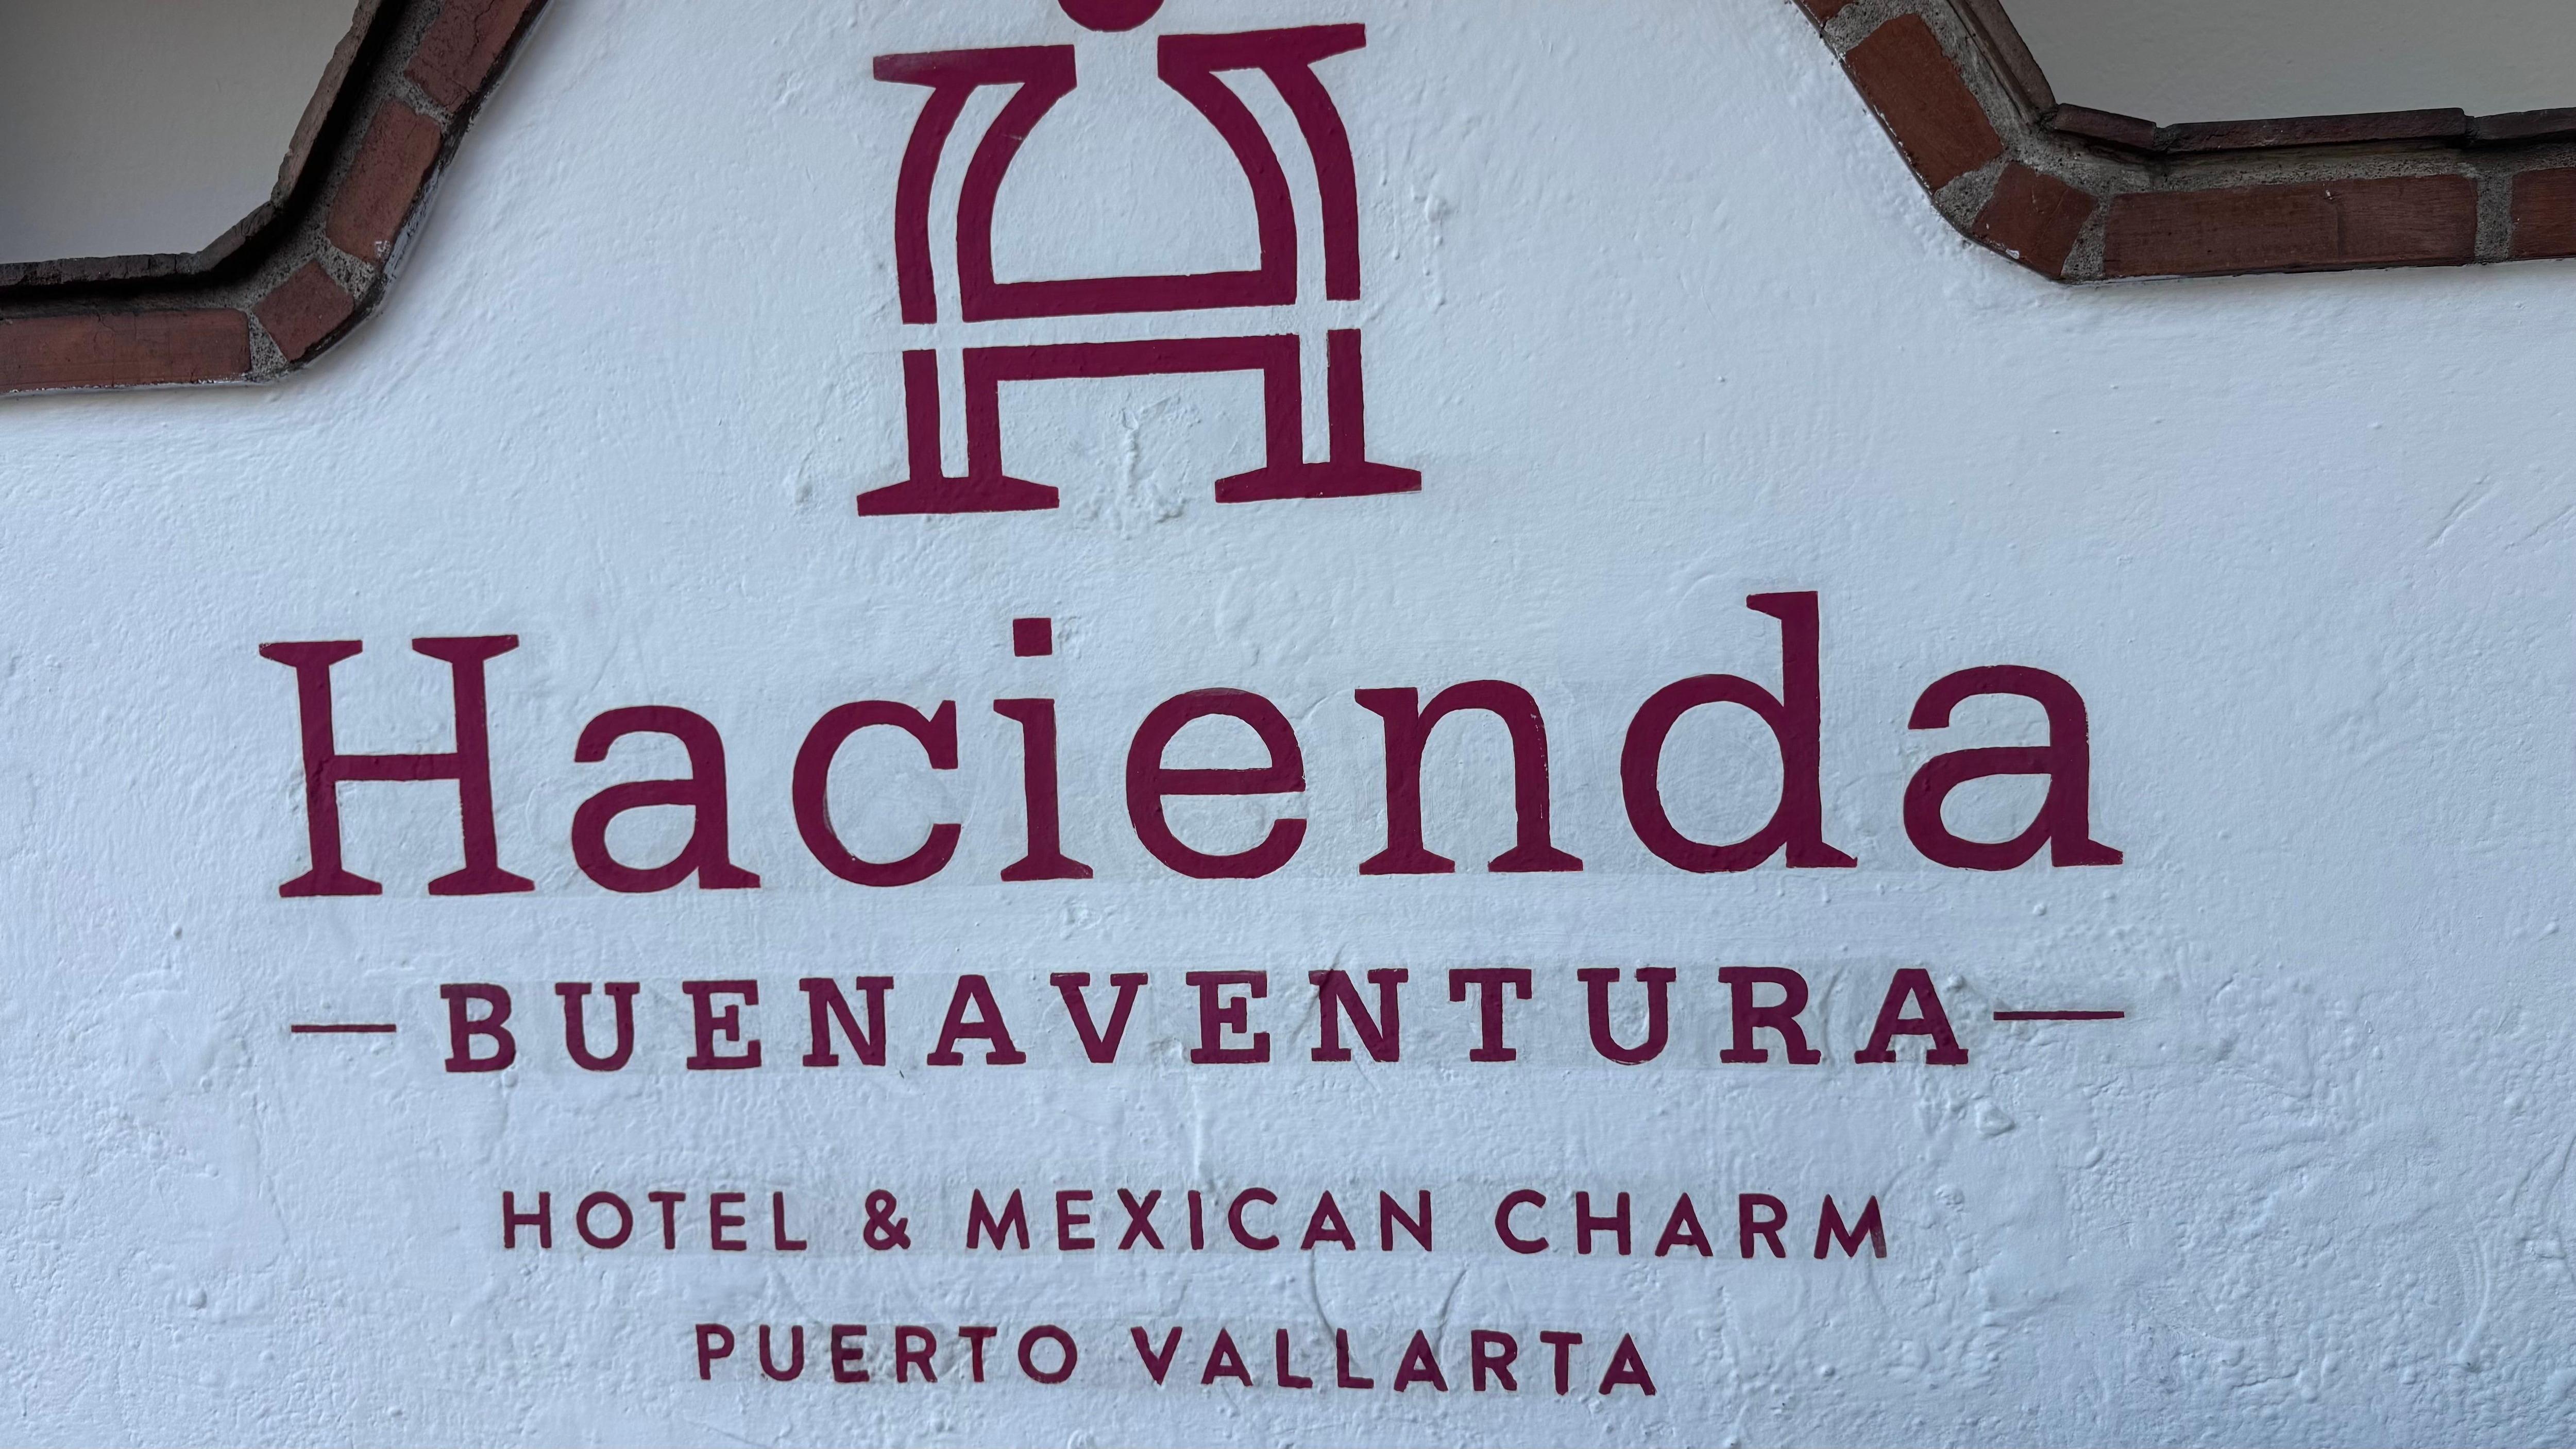 H
Hacienda
—BUENAVENTURA—
HOTEL & MEXICAN CHARM
PUERTO VALLARTA